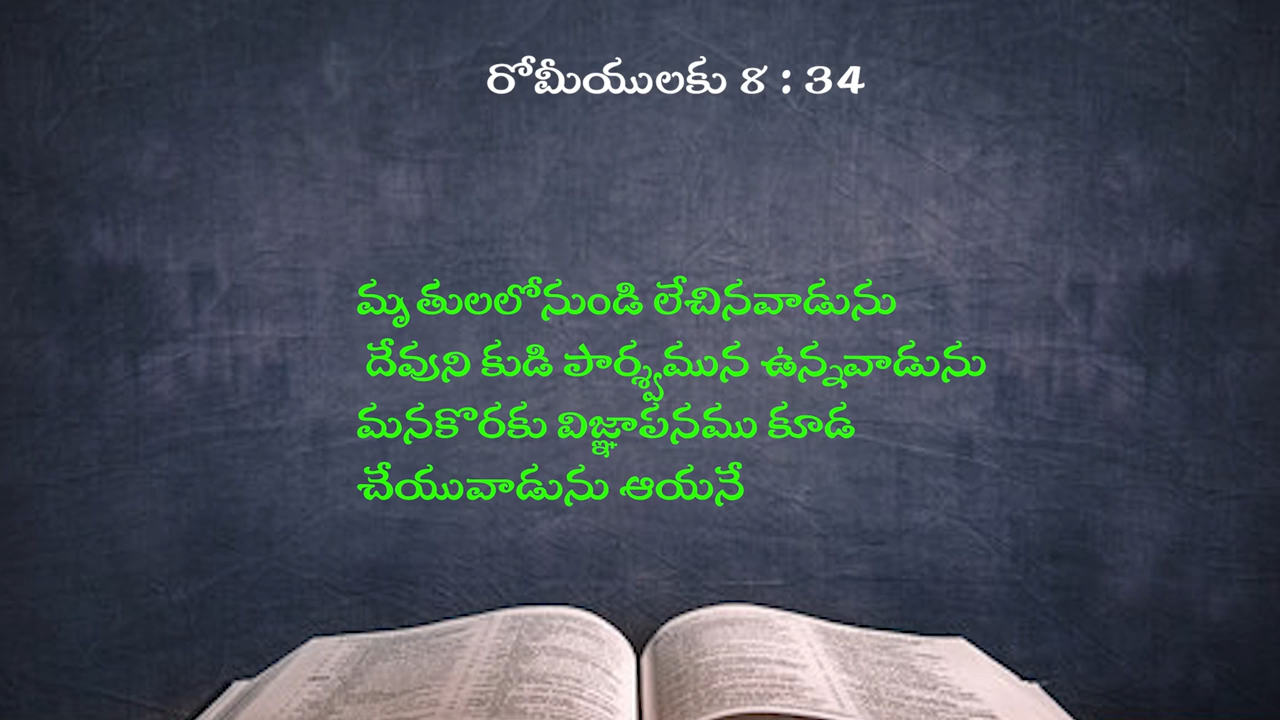 రోమీయులకు 8 : 34
మృతులలోనుండి లేచినవాడును
దేవుని కుడి పార్శ్వమున ఉన్నవాడును
మనకొరకు విజ్ఞాపనము కూడ
చేయువాడును ఆయనే